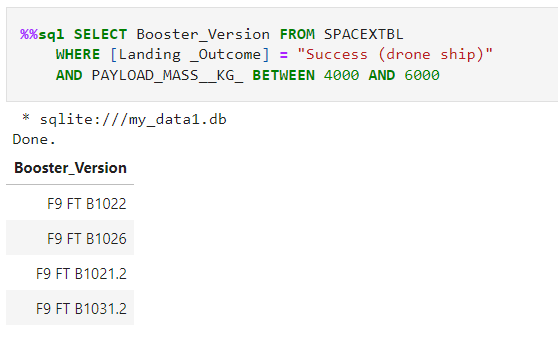 %%sql SELECT Booster_Version FROM SPACEXTBL
WHERE [Landing _Outcome] = "Success (drone ship)"
AND PAYLOAD_MASS__KG_ BETWEEN 4000 AND 6000
* sqlite:///my_data1.db
Done.
Booster_Version
F9 FT B1022
F9 FT B1026
F9 FT B1021.2
F9 FT B1031.2